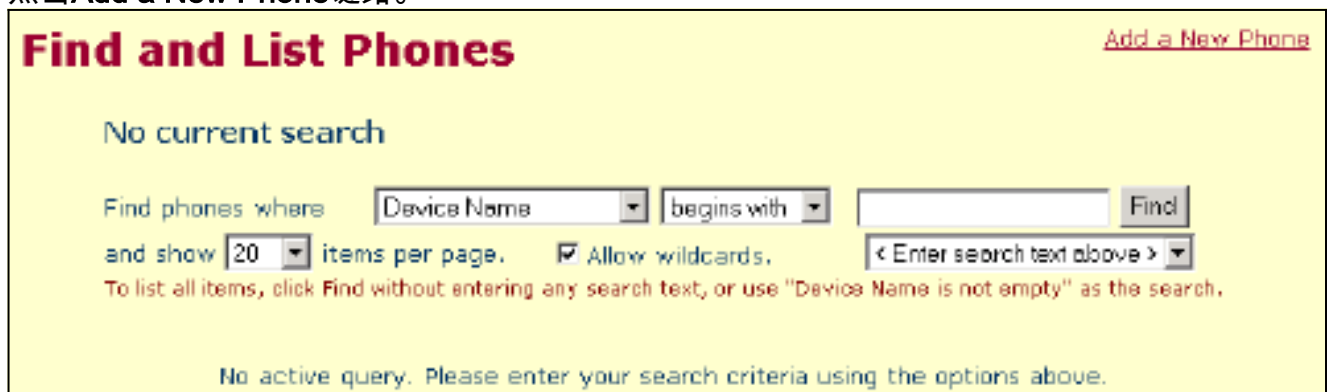 Add a New Phone
Find and List Phones
Add a New Phone
No current search
Find phones where Device Name begins with Find
and show 20 items per page. Allow wildcards. < Enter search text above >
To list all items, click Find without entering any search text, or use "Device Name is not empty" as the search.
No active query. Please enter your search criteria using the options above.